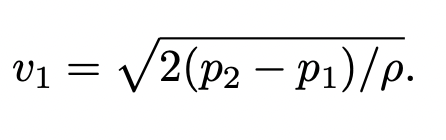 v₁ = √2(p₂ − p₁)/ρ.